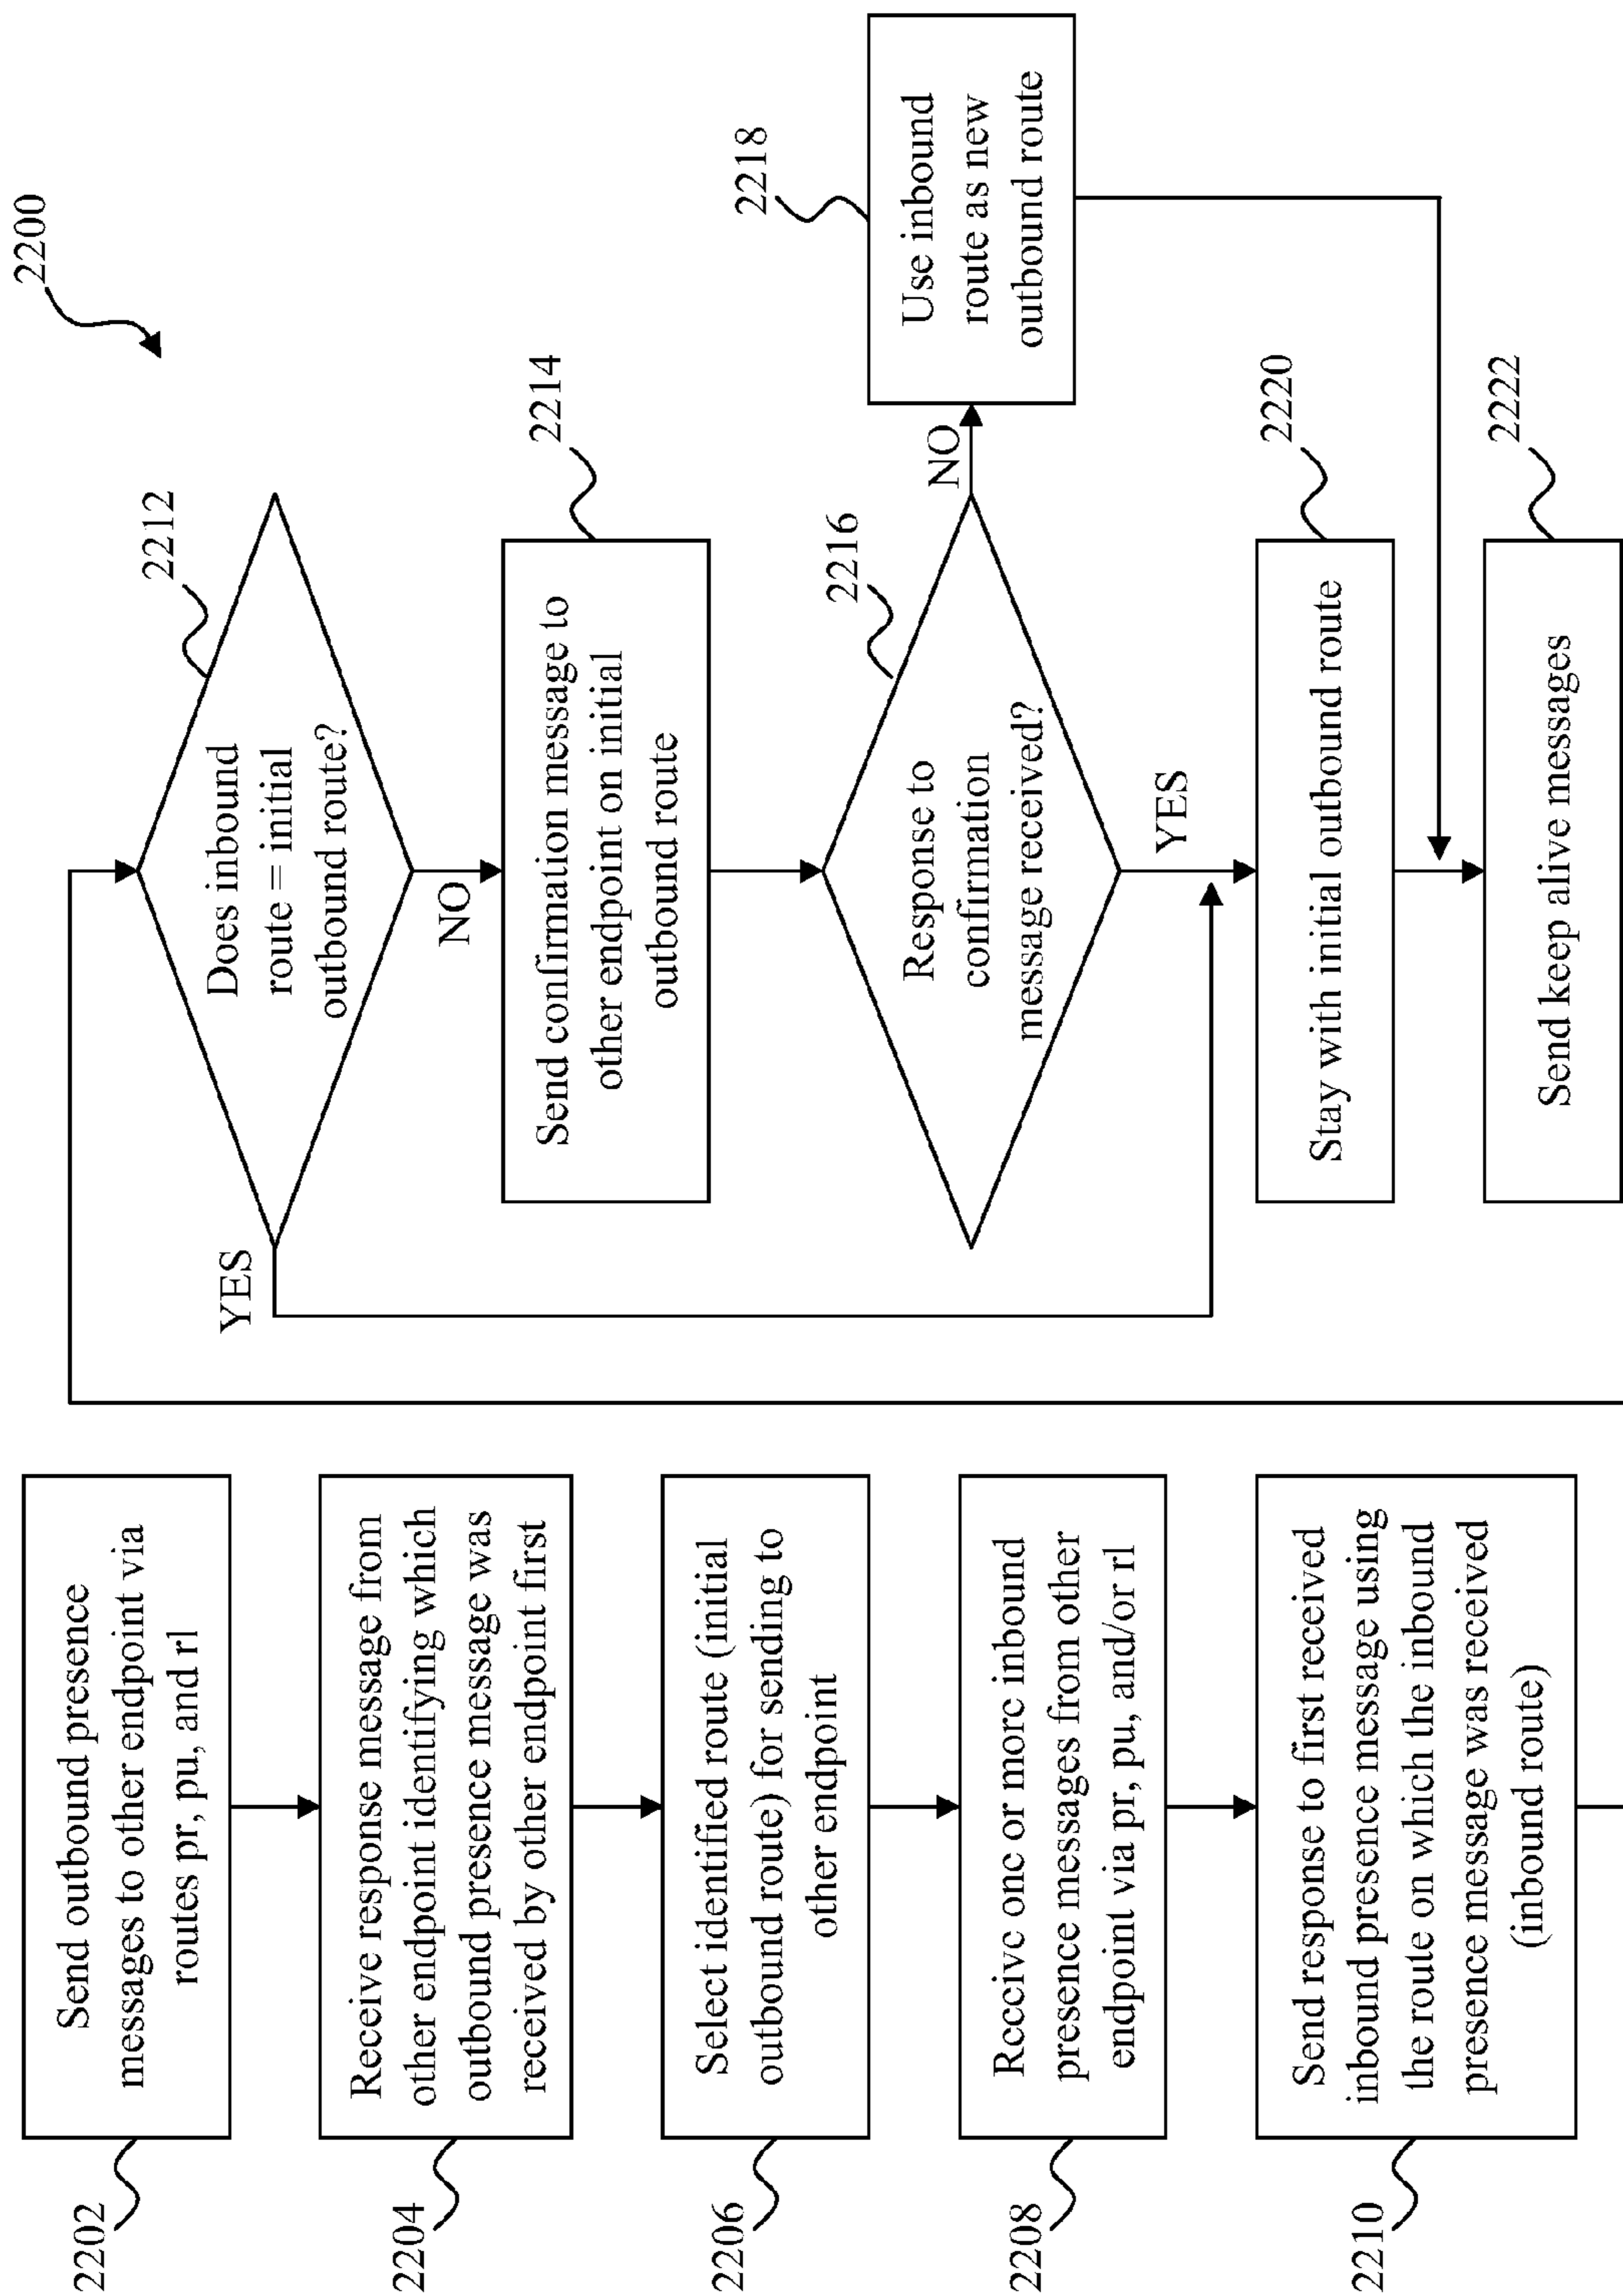 2200
2202
Send outbound presence
messages to other endpoint via
routes pr, pu, and rl
2204
Receive response message from
other endpoint identifying which
outbound presence message was
received by other endpoint first
2206
Select identified route (initial
outbound route) for sending to
other endpoint
2208
Receive one or more inbound
presence messages from other
endpoint via pr, pu, and/or rl
2210
Send response to first received
inbound presence message using
the route on which the inbound
presence message was received
(inbound route)
2212
Does inbound
route = initial
outbound route?
YES
NO
2214
Send confirmation message to
other endpoint on initial
outbound route
2216
Response to
confirmation
message received?
NO
YES
2218
Use inbound
route as new
outbound route
2220
Stay with initial outbound route
2222
Send keep alive messages